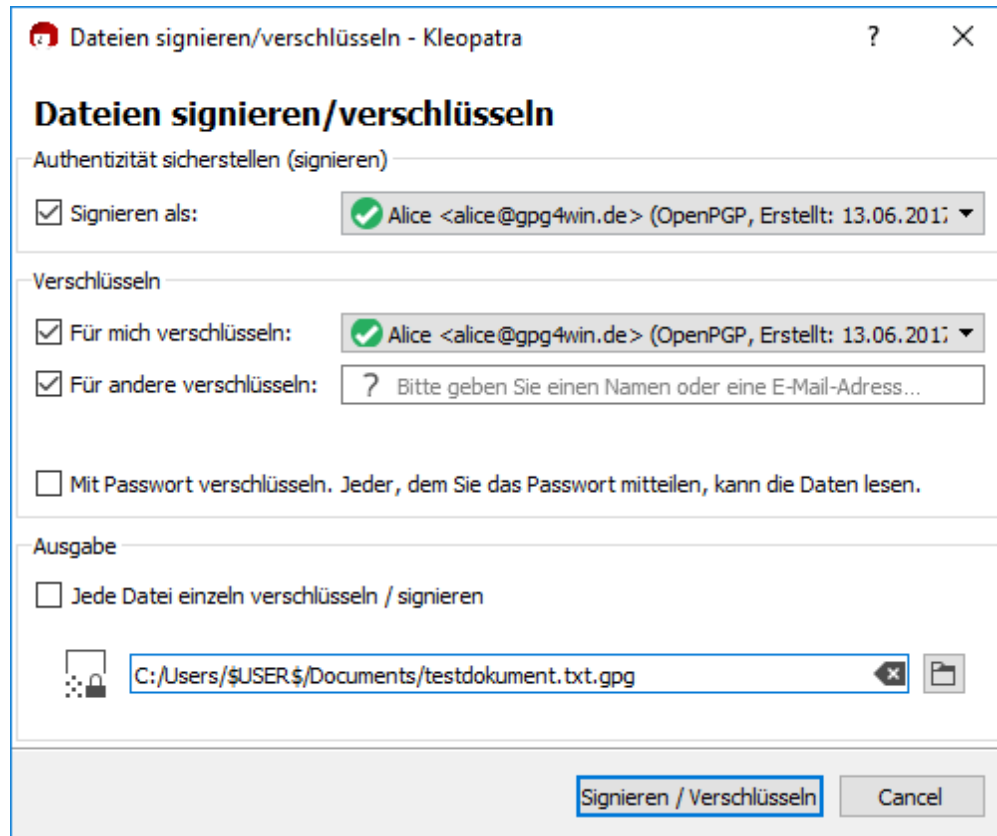 Dateien signieren/verschlüsseln - Kleopatra
Dateien signieren/verschlüsseln
Authentizität sicherstellen (signieren)
Signieren als: Alice <alice@gpg4win.de> (OpenPGP, Erstellt: 13.06.2017
Verschlüsseln
Für mich verschlüsseln: Alice <alice@gpg4win.de> (OpenPGP, Erstellt: 13.06.2017
Für andere verschlüsseln: ? Bitte geben Sie einen Namen oder eine E-Mail-Adress...
Mit Passwort verschlüsseln. Jeder, dem Sie das Passwort mitteilen, kann die Daten lesen.
Ausgabe
Jede Datei einzeln verschlüsseln / signieren
C:/Users/$USER$/Documents/testdokument.txt.gpg
Signieren / Verschlüsseln Cancel